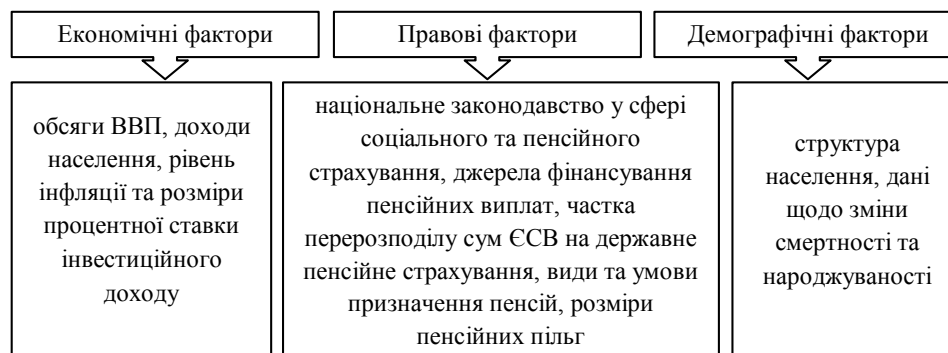 Економічні фактори
Правові фактори
Демографічні фактори
обсяги ВВП, доходи
населення, рівень
інфляції та розміри
процентної ставки
інвестиційного
доходу
національне законодавство у сфері
соціального та пенсійного
страхування, джерела фінансування
пенсійних виплат, частка
перерозподілу сум ЄСВ на державне
пенсійне страхування, види та умови
призначення пенсій, розміри
пенсійних пільг
структура
населення, дані
щодо зміни
смертності та
народжуваності